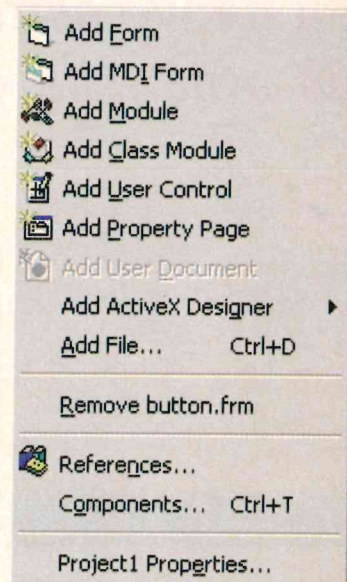 Add Form
Add MDI Form
Add Module
Add Class Module
Add User Control
Add Property Page
Add User Document
Add ActiveX Designer
Add File... Ctrl+D
Remove button.frm
References...
Components... Ctrl+T
Project1 Properties...